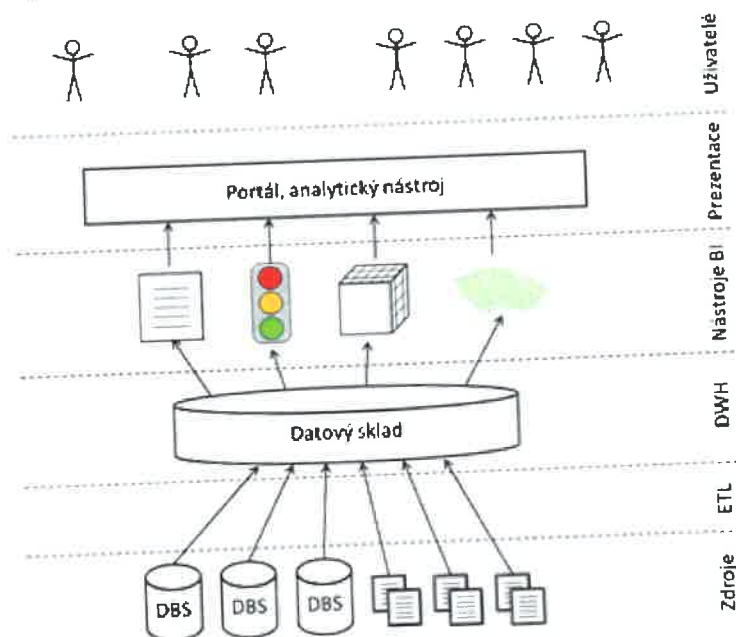 Uživatelé
Prezentace
Portál, analytický nástroj
Nástroje BI
DWH
Datový sklad
ETL
Zdroje
DBS
DBS
DBS